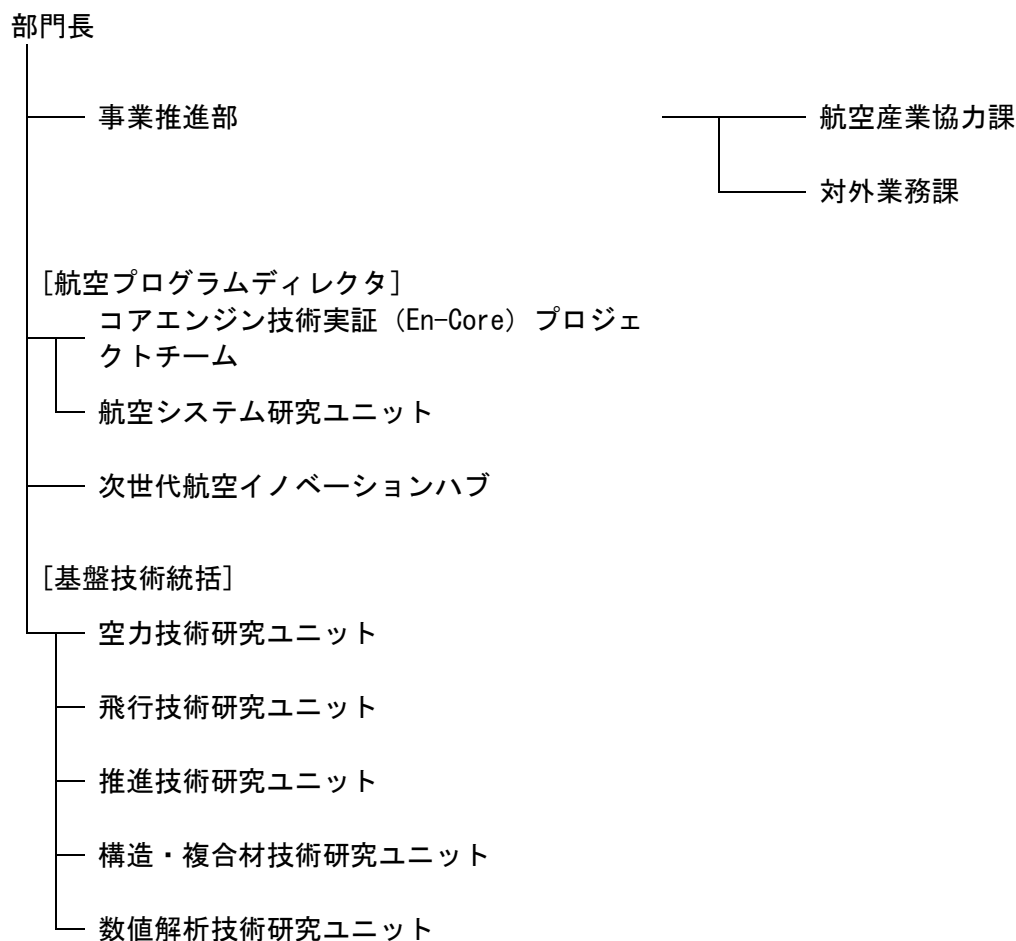 部門長
事業推進部
航空産業協力課
対外業務課
[航空プログラムディレクタ]
コアエンジン技術実証（En-Core）プロジェ
クトチーム
航空システム研究ユニット
次世代航空イノベーションハブ
[基盤技術統括]
空力技術研究ユニット
飛行技術研究ユニット
推進技術研究ユニット
構造・複合材技術研究ユニット
数値解析技術研究ユニット